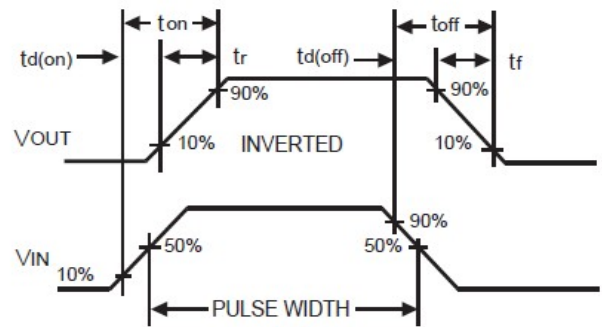 ton
toff
td(on)
tr
td(off)
tf
90%
90%
VOUT
10%
INVERTED
10%
90%
VIN
10%
50%
50%
PULSE WIDTH